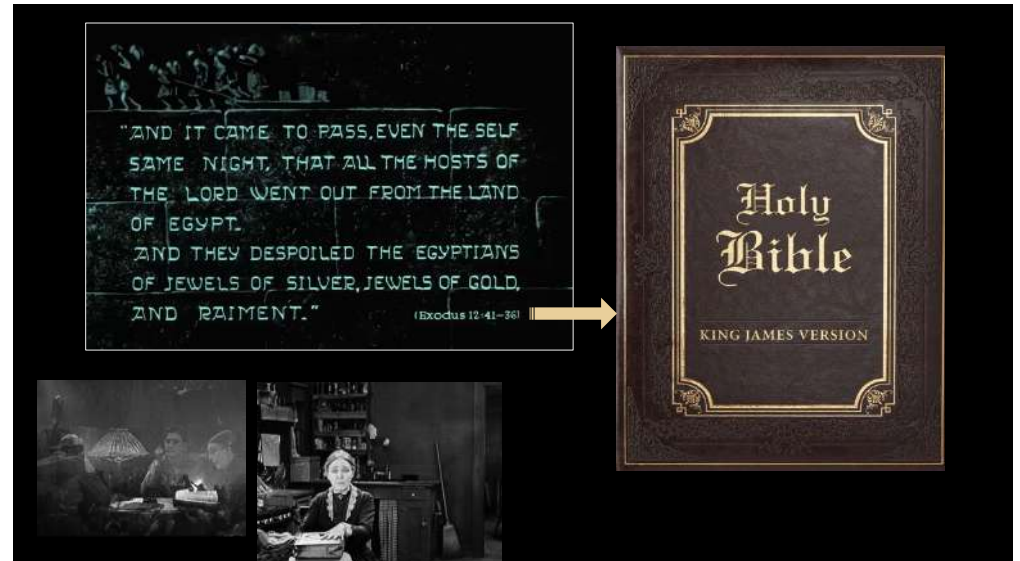 "AND IT CAME TO PASS, EVEN THE SELF
SAME NIGHT, THAT ALL THE HOSTS OF
THE LORD WENT OUT FROM THE LAND
OF EGYPT.
AND THEY DESPOILED THE EGYPTIANS
OF JEWELS OF SILVER, JEWELS OF GOLD,
AND RAIMENT."
(Exodus 12:41-36)
Holy
Bible
KING JAMES VERSION